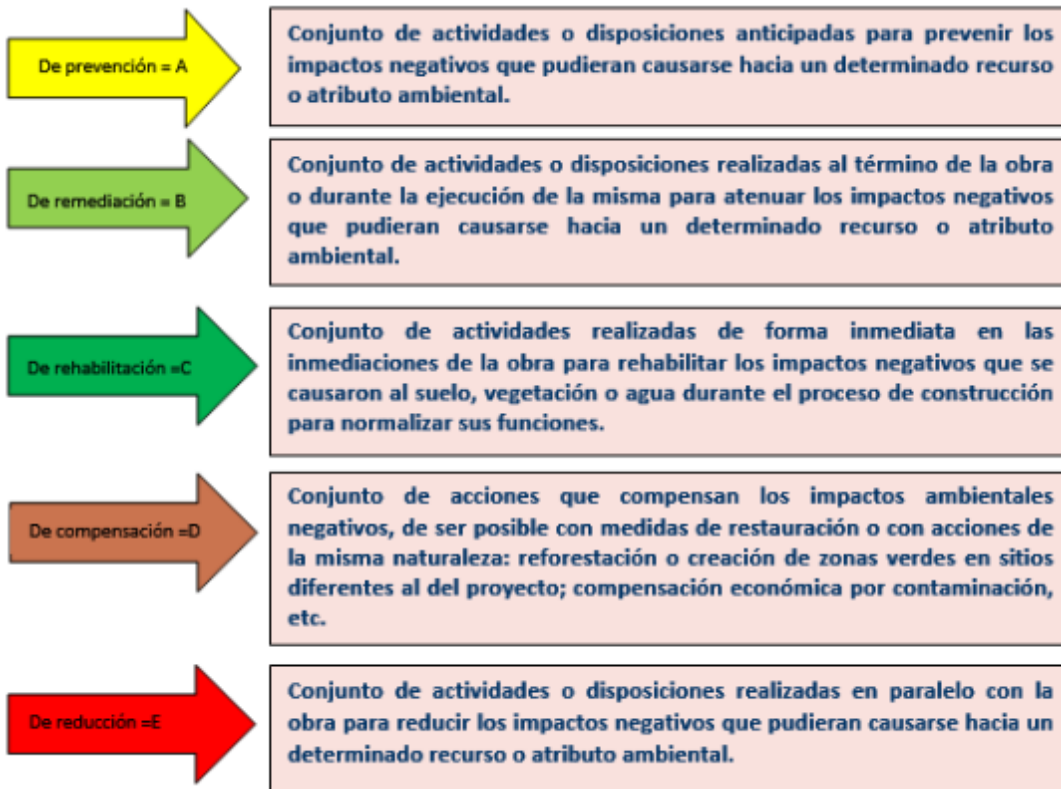 De prevención = A
Conjunto de actividades o disposiciones anticipadas para prevenir los
impactos negativos que pudieran causarse hacia un determinado recurso
o atributo ambiental.
De remediación = B
Conjunto de actividades o disposiciones realizadas al término de la obra
o durante la ejecución de la misma para atenuar los impactos negativos
que pudieran causarse hacia un determinado recurso o atributo
ambiental.
De rehabilitación =C
Conjunto de actividades realizadas de forma inmediata en las
inmediaciones de la obra para rehabilitar los impactos negativos que se
causaron al suelo, vegetación o agua durante el proceso de construcción
para normalizar sus funciones.
De compensación =D
Conjunto de acciones que compensan los impactos ambientales
negativos, de ser posible con medidas de restauración o con acciones de
la misma naturaleza: reforestación o creación de zonas verdes en sitios
diferentes al del proyecto; compensación económica por contaminación,
etc.
De reducción =E
Conjunto de actividades o disposiciones realizadas en paralelo con la
obra para reducir los impactos negativos que pudieran causarse hacia un
determinado recurso o atributo ambiental.